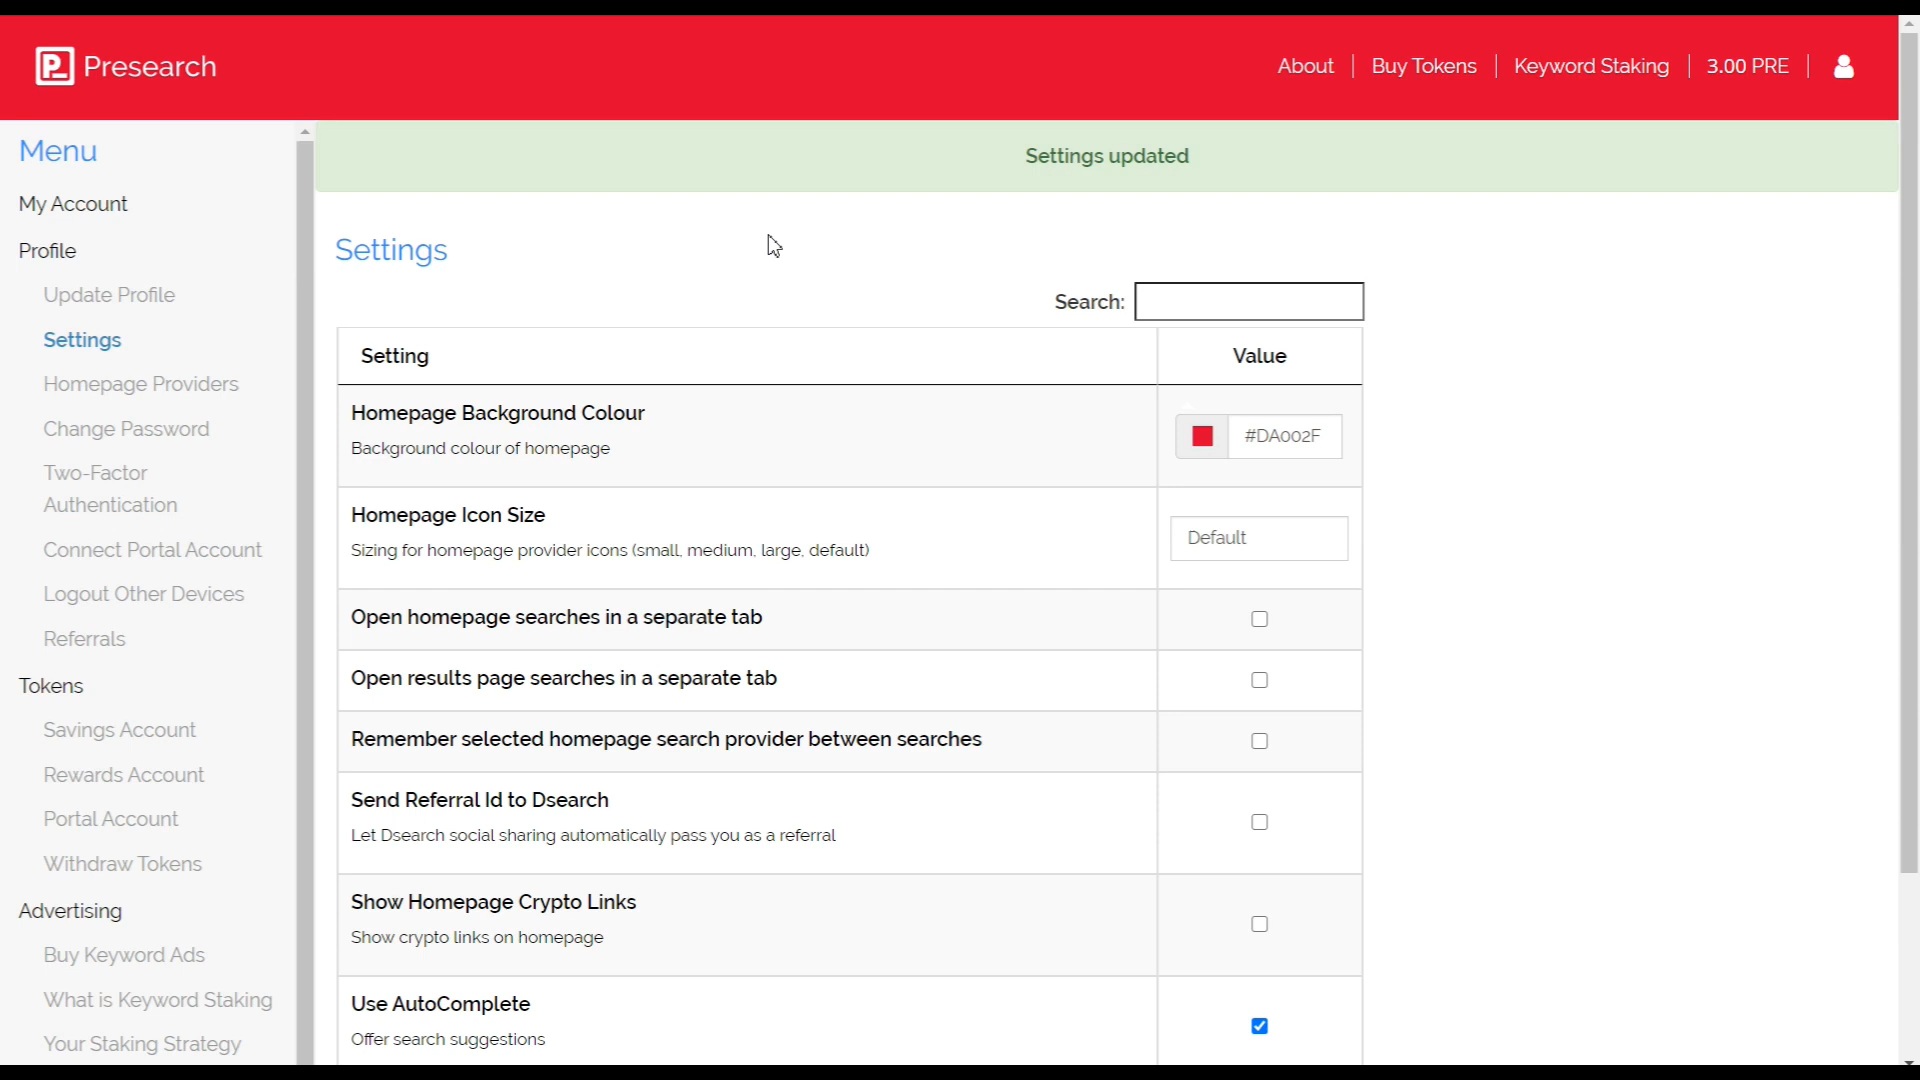 Presearch
About
Buy Tokens
Keyword Staking
3.00 PRE
Menu
My Account
Profile
Update Profile
Settings
Homepage Providers
Change Password
Two-Factor
Authentication
Connect Portal Account
Logout Other Devices
Referrals
Tokens
Savings Account
Rewards Account
Portal Account
Withdraw Tokens
Advertising
Buy Keyword Ads
What is Keyword Staking
Your Staking Strategy
Settings updated
Settings
Search:
Setting
Value
Homepage Background Colour
Background colour of homepage
#DA002F
Homepage Icon Size
Sizing for homepage provider icons (small, medium, large, default)
Default
Open homepage searches in a separate tab
Open results page searches in a separate tab
Remember selected homepage search provider between searches
Send Referral Id to Dsearch
Let Dsearch social sharing automatically pass you as a referral
Show Homepage Crypto Links
Show crypto links on homepage
Use AutoComplete
Offer search suggestions